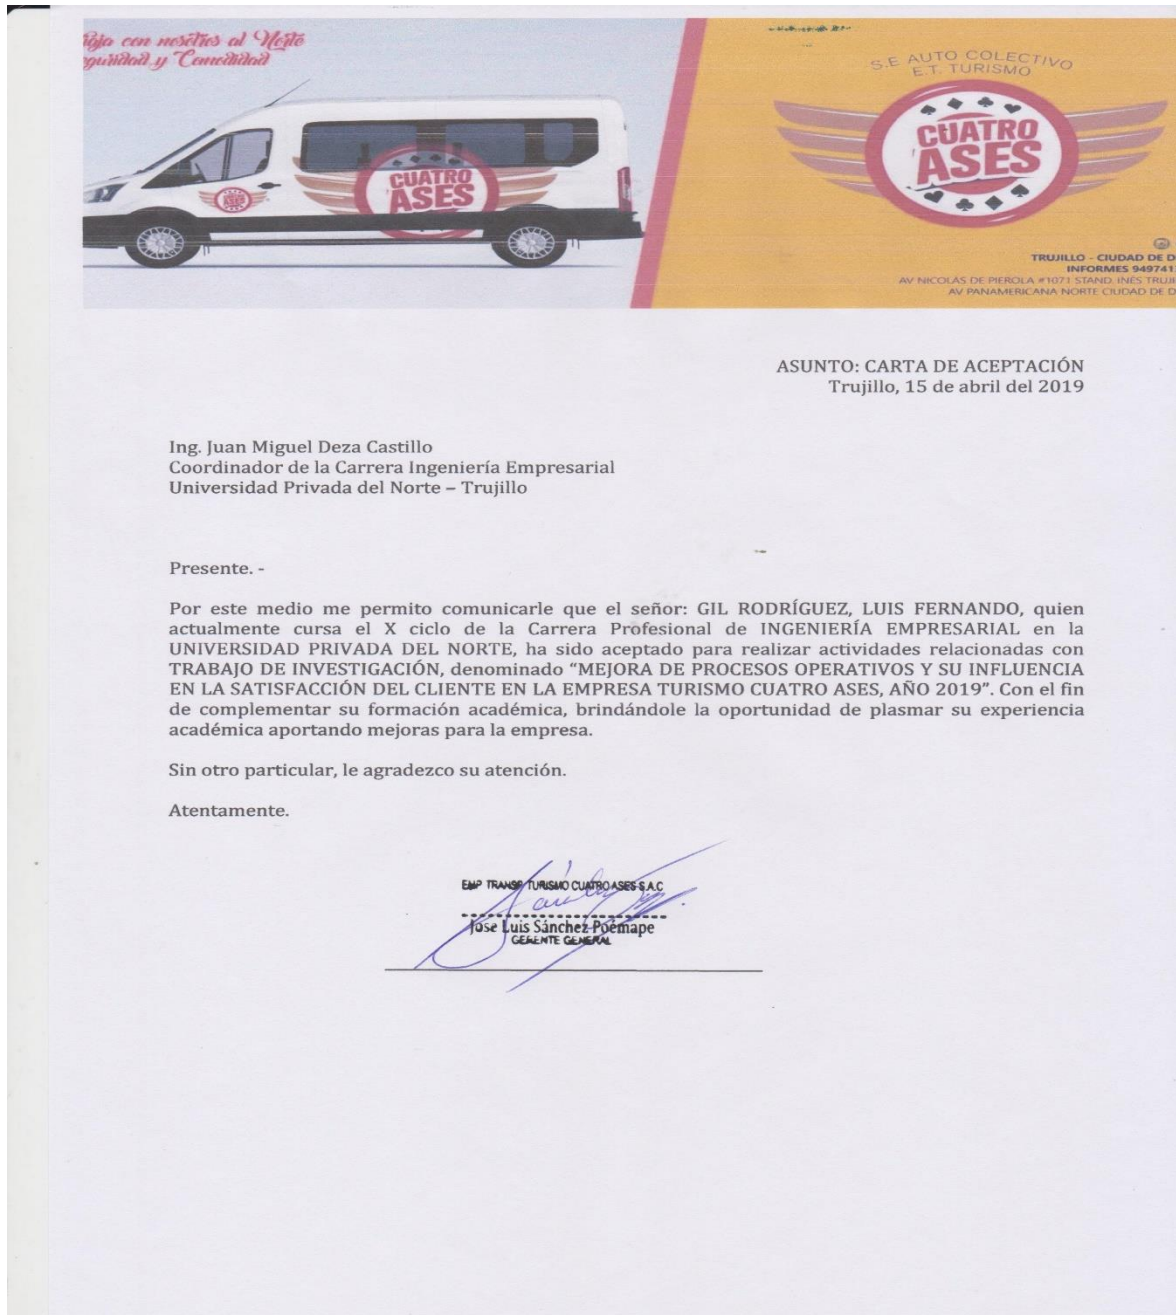 con nosotros al Norte
y Comodidad
CUATRO
ASES
S.E AUTO COLECTIVO
E.T. TURISMO
CUATRO
ASES
TRUJILLO - CIUDAD DE D
INFORMES 949741
AV NICOLÁS DE PIEROLA #1071 STAND. INÉS TRUJI
AV PANAMERICANA NORTE CIUDAD DE D
ASUNTO: CARTA DE ACEPTACIÓN
Trujillo, 15 de abril del 2019
Ing. Juan Miguel Deza Castillo
Coordinador de la Carrera Ingeniería Empresarial
Universidad Privada del Norte – Trujillo
Presente. -
Por este medio me permito comunicarle que el señor: GIL RODRÍGUEZ, LUIS FERNANDO, quien
actualmente cursa el X ciclo de la Carrera Profesional de INGENIERÍA EMPRESARIAL en la
UNIVERSIDAD PRIVADA DEL NORTE, ha sido aceptado para realizar actividades relacionadas con
TRABAJO DE INVESTIGACIÓN, denominado “MEJORA DE PROCESOS OPERATIVOS Y SU INFLUENCIA
EN LA SATISFACCIÓN DEL CLIENTE EN LA EMPRESA TURISMO CUATRO ASES, AÑO 2019”. Con el fin
de complementar su formación académica, brindándole la oportunidad de plasmar su experiencia
académica aportando mejoras para la empresa.
Sin otro particular, le agradezco su atención.
Atentamente.
EMP TRANSP TURISMO CUATRO ASES S.A.C
Jose Luis Sánchez Poémape
GERENTE GENERAL